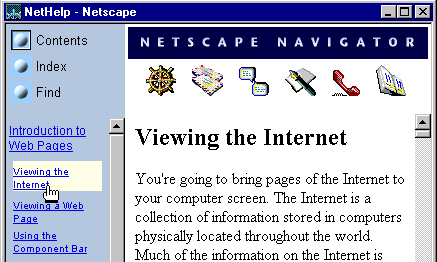 NetHelp - Netscape
Contents
Index
Find
Introduction to
Web Pages
Viewing the
Internet
Viewing a Web
Page
Using the
Component Bar
NETSCAPE NAVIGATOR
Viewing the Internet
You're going to bring pages of the Internet to
your computer screen. The Internet is a
collection of information stored in computers
physically located throughout the world.
Much of the information on the Internet is